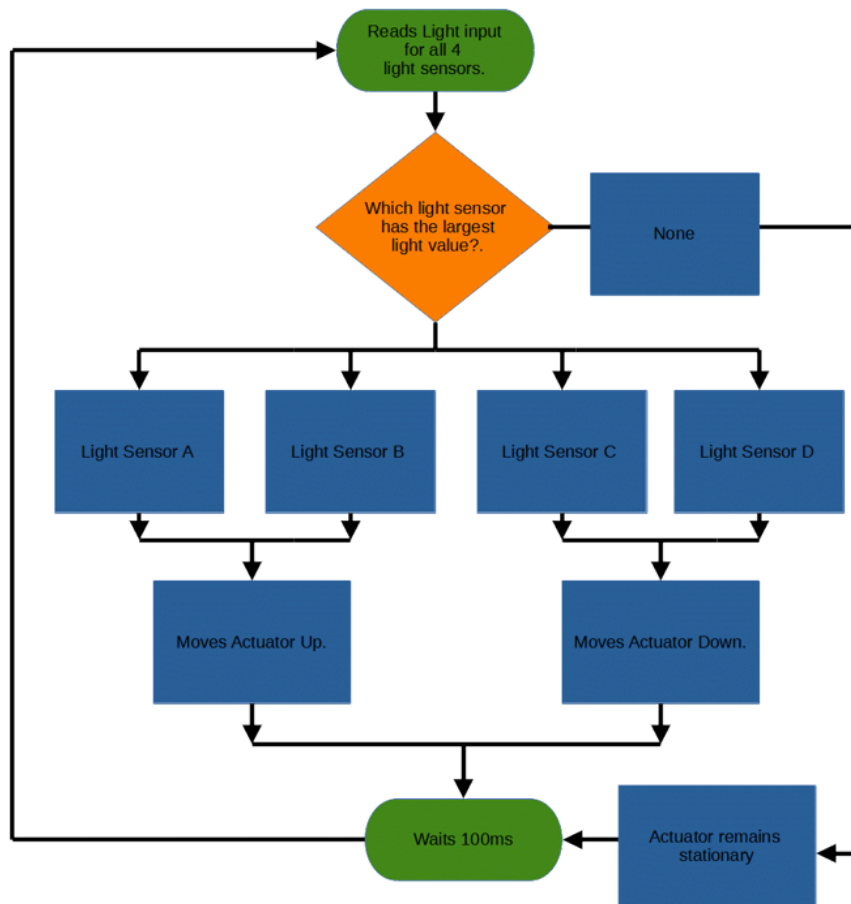 Reads Light input
for all 4
light sensors.
Which light sensor
has the largest
light value?.
None
Light Sensor A
Light Sensor B
Light Sensor C
Light Sensor D
Moves Actuator Up.
Moves Actuator Down.
Waits 100ms
Actuator remains
stationary